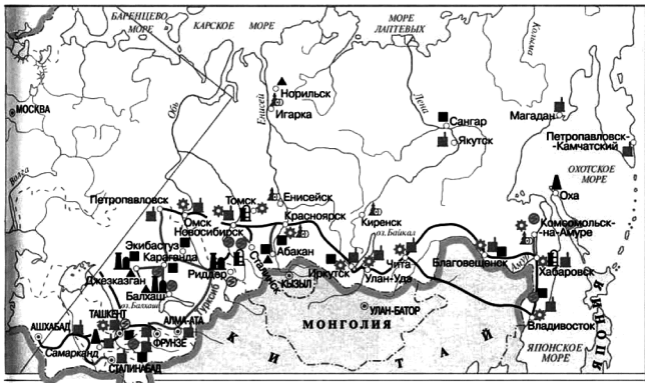 БАРЕНЦЕВО
МОРЕ
КАРСКОЕ МОРЕ
МОРЕ
ЛАПТЕВЫХ
Колыма
МОСКВА
Обь
Енисей
Норильск
Игарка
Лена
Сангар
Якутск
Магадан
Петропавловск-
-Камчатский
ОХОТСКОЕ
МОРЕ
Волга
Оха
Петропавловск
Томск
Енисейск
Омск
Новосибирск
Красноярск
Киренск
оз. Байкал
Комсомольск-
-на-Амуре
Экибастуз
Караганда
Абакан
Сталинск
Джезказган
Риддер
Иркутск
Чита
Улан-Удэ
Благовещенск
Амур
Хабаровск
КЫЗЫЛ
Балхаш
оз. Балхаш
Турксиб
УЛАН-БАТОР
МОНГОЛИЯ
КИТАЙ
ЯПОНИЯ
Владивосток
ЯПОНСКОЕ
МОРЕ
АШХАБАД
ТАШКЕНТ
АЛМА-АТА
ФРУНЗЕ
Самарканд
СТАЛИНАБАД